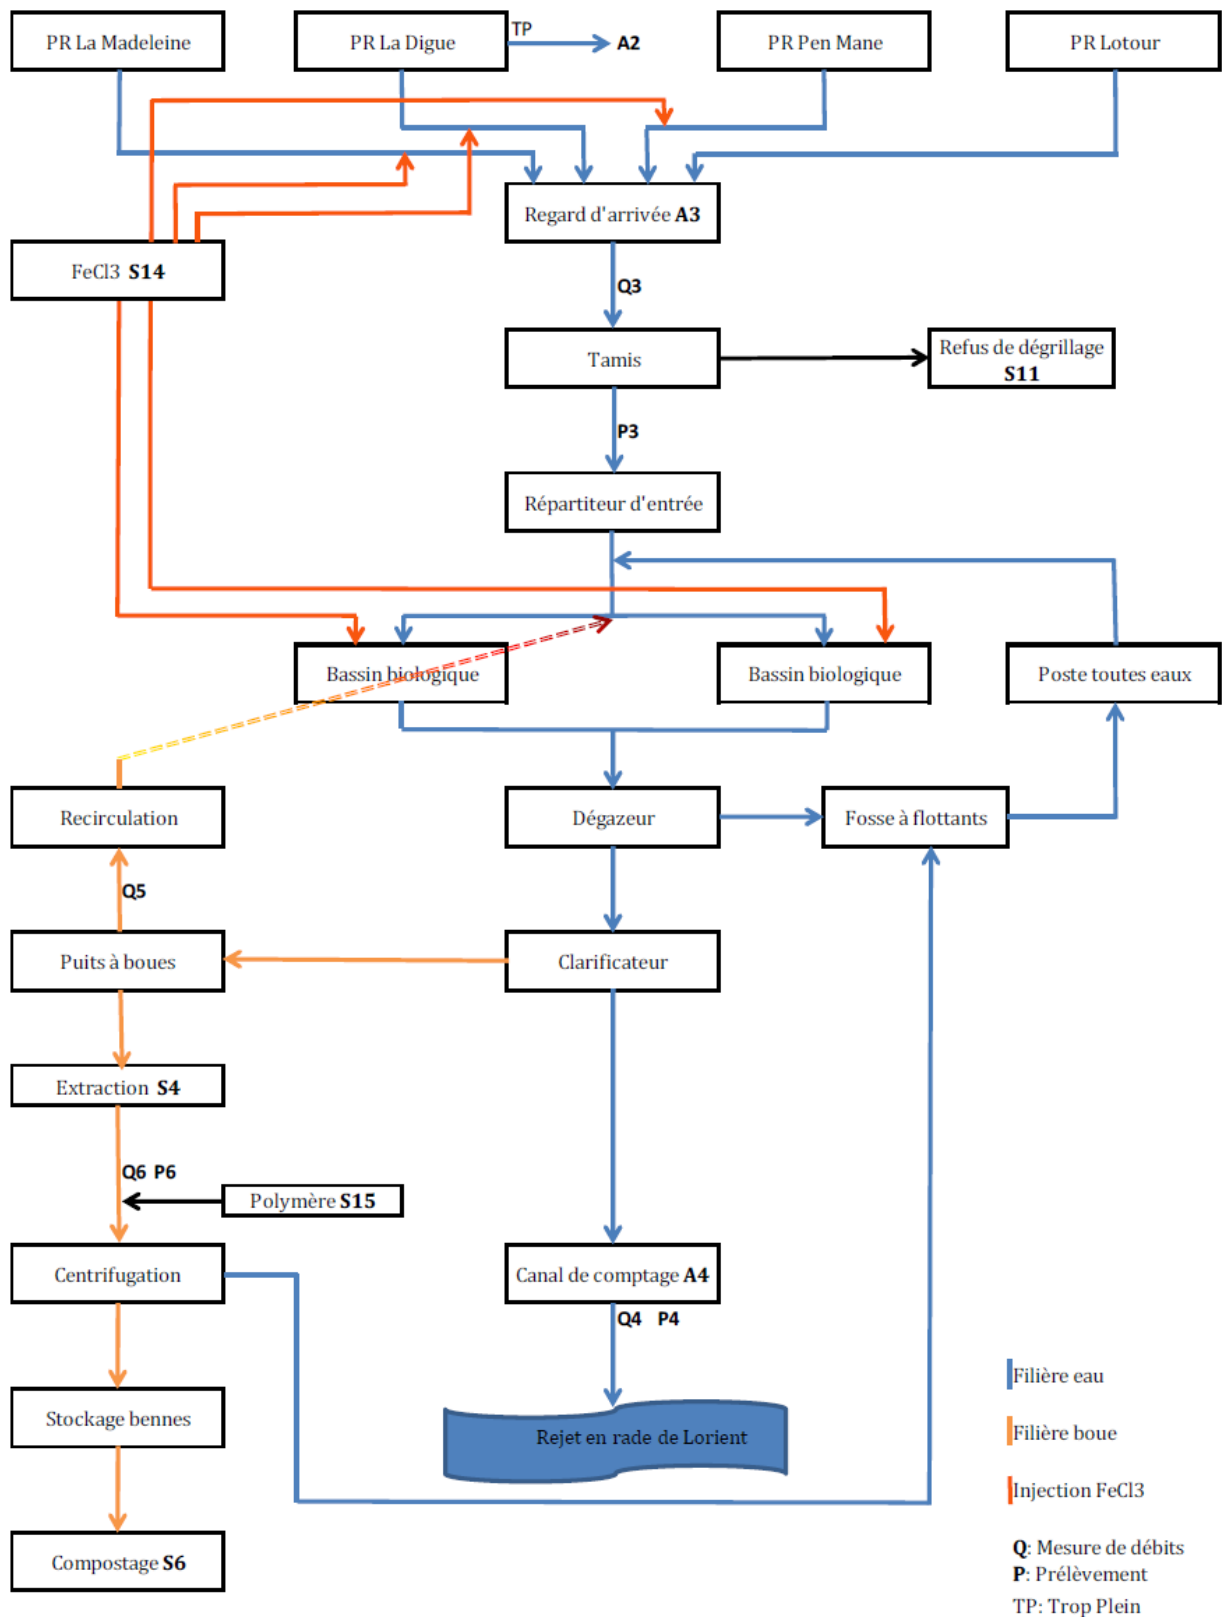 PR La Madeleine
PR La Digue
TP
A2
PR Pen Mane
PR Lotour
Regard d'arrivée A3
FeCl3 S14
Q3
Tamis
Refus de dégrillage
S11
P3
Répartiteur d'entrée
Bassin biologique
Bassin biologique
Poste toutes eaux
Recirculation
Dégazeur
Fosse à flottants
Q5
Puits à boues
Clarificateur
Extraction S4
Q6 P6
Polymère S15
Centrifugation
Canal de comptage A4
Q4 P4
Stockage bennes
Rejet en rade de Lorient
Compostage S6
Filière eau
Filière boue
Injection FeCl3
Q: Mesure de débits
P: Prélèvement
TP: Trop Plein